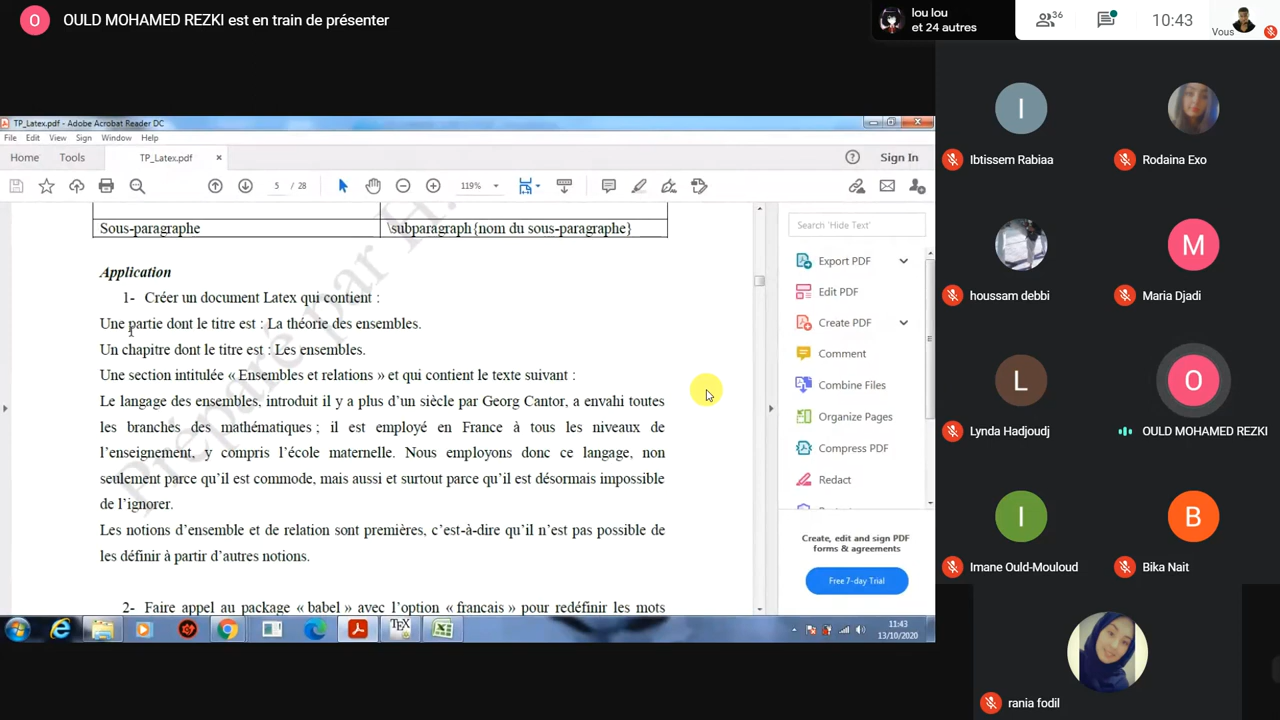 O OULD MOHAMED REZKI est en train de présenter
lou lou
et 24 autres
36
10:43
Vous
TP_Latex.pdf - Adobe Acrobat Reader DC
File Edit View Sign Window Help
Home Tools TP_Latex.pdf × Sign In
5 / 28 119%
Sous-paragraphe \subparagraph{nom du sous-paragraphe}
Application
1- Créer un document Latex qui contient :
Une partie dont le titre est : La théorie des ensembles.
Un chapitre dont le titre est : Les ensembles.
Une section intitulée « Ensembles et relations » et qui contient le texte suivant :
Le langage des ensembles, introduit il y a plus d'un siècle par Georg Cantor, a envahi toutes
les branches des mathématiques ; il est employé en France à tous les niveaux de
l'enseignement, y compris l'école maternelle. Nous employons donc ce langage, non
seulement parce qu'il est commode, mais aussi et surtout parce qu'il est désormais impossible
de l'ignorer.
Les notions d'ensemble et de relation sont premières, c'est-à-dire qu'il n'est pas possible de
les définir à partir d'autres notions.
2- Faire appel au package « babel » avec l'option « francais » pour redéfinir les mots
Préparé par H.
Search 'Hide Text'
Export PDF
Edit PDF
Create PDF
Comment
Combine Files
Organize Pages
Compress PDF
Redact
Create, edit and sign PDF
forms & agreements
Free 7-day Trial
TEX
11:43
13/10/2020
I
Ibtissem Rabiaa
Rodaina Exo
houssam debbi
M
Maria Djadi
L
Lynda Hadjoudj
O
OULD MOHAMED REZKI
I
Imane Ould-Mouloud
B
Bika Nait
rania fodil